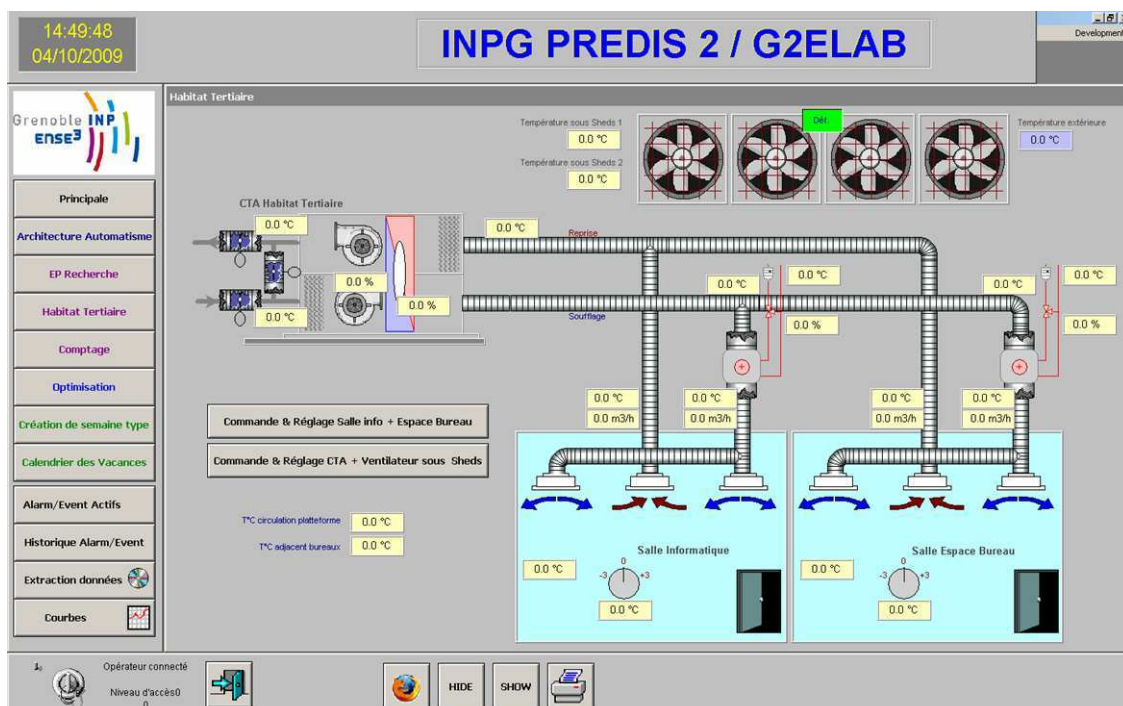 14:49:48
04/10/2009
INPG PREDIS 2 / G2ELAB
Development
Grenoble INP
ENSE3
Principale
Architecture Automatisme
EP Recherche
Habitat Tertiaire
Comptage
Optimisation
Création de semaine type
Calendrier des Vacances
Alarm/Event Actifs
Historique Alarm/Event
Extraction données
Courbes
Habitat Tertiaire
Température sous Sheds 1
0.0 °C
Température sous Sheds 2
0.0 °C
Dét.
Température extérieure
0.0 °C
CTA Habitat Tertiaire
0.0 °C
0.0 °C
0.0 %
0.0 %
0.0 °C
Reprise
Soufflage
0.0 °C
0.0 °C
0.0 %
0.0 °C
0.0 °C
0.0 %
0.0 °C
0.0 m3/h
0.0 °C
0.0 m3/h
0.0 °C
0.0 m3/h
0.0 °C
0.0 m3/h
Commande & Réglage Salle info + Espace Bureau
Commande & Réglage CTA + Ventilateur sous Sheds
T°C circulation platteforme
0.0 °C
T°C adjacent bureaux
0.0 °C
Salle Informatique
0.0 °C
0
-3 +3
0.0 °C
Salle Espace Bureau
0.0 °C
0
-3 +3
0.0 °C
Opérateur connecté
Niveau d'accès0
0
HIDE
SHOW